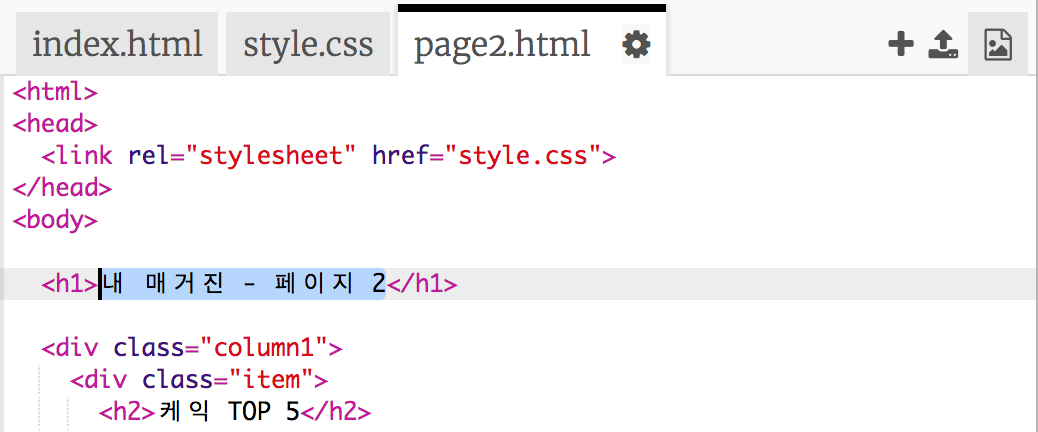 index.html style.css page2.html
<html>
<head>
<link rel="stylesheet" href="style.css">
</head>
<body>
<h1>내 매거진 - 페이지 2</h1>
<div class="column1">
<div class="item">
<h2>케익 TOP 5</h2>